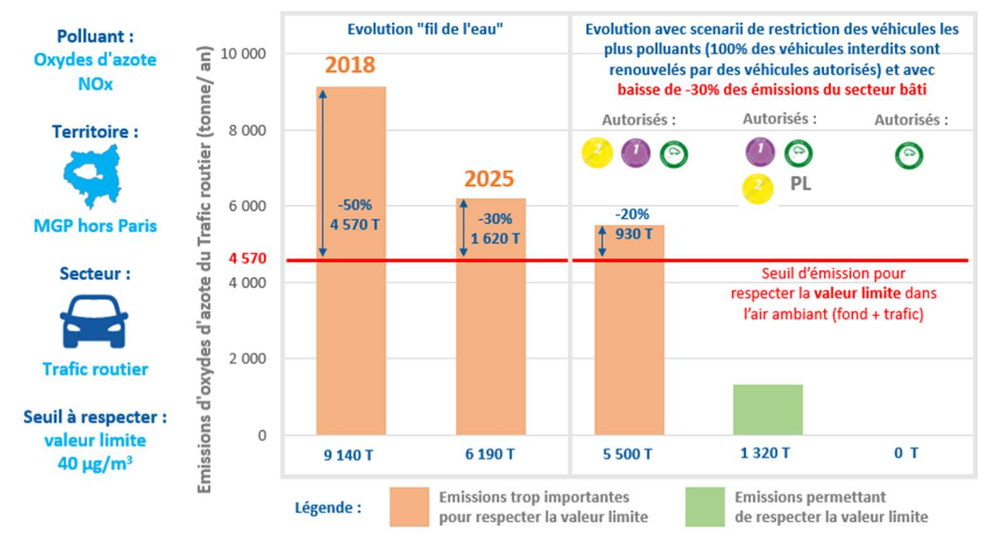 Polluant :
Oxydes d'azote
NOx
Territoire :
MGP hors Paris
Secteur :
Trafic routier
Seuil à respecter :
valeur limite
40 µg/m³
Emissions d'oxydes d'azote du Trafic routier (tonne/ an)
10 000
8 000
6 000
4 570
4 000
2 000
0
Evolution "fil de l'eau"
2018
-50%
4 570 T
2025
-30%
1 620 T
9 140 T
6 190 T
Evolution avec scenarii de restriction des véhicules les
plus polluants (100% des véhicules interdits sont
renouvelés par des véhicules autorisés) et avec
baisse de -30% des émissions du secteur bâti
Autorisés :
2 1
Autorisés :
1
2 PL
Autorisés :
-20%
930 T
Seuil d'émission pour
respecter la valeur limite dans
l'air ambiant (fond + trafic)
5 500 T
1 320 T
0 T
Légende :
Emissions trop importantes
pour respecter la valeur limite
Emissions permettant
de respecter la valeur limite